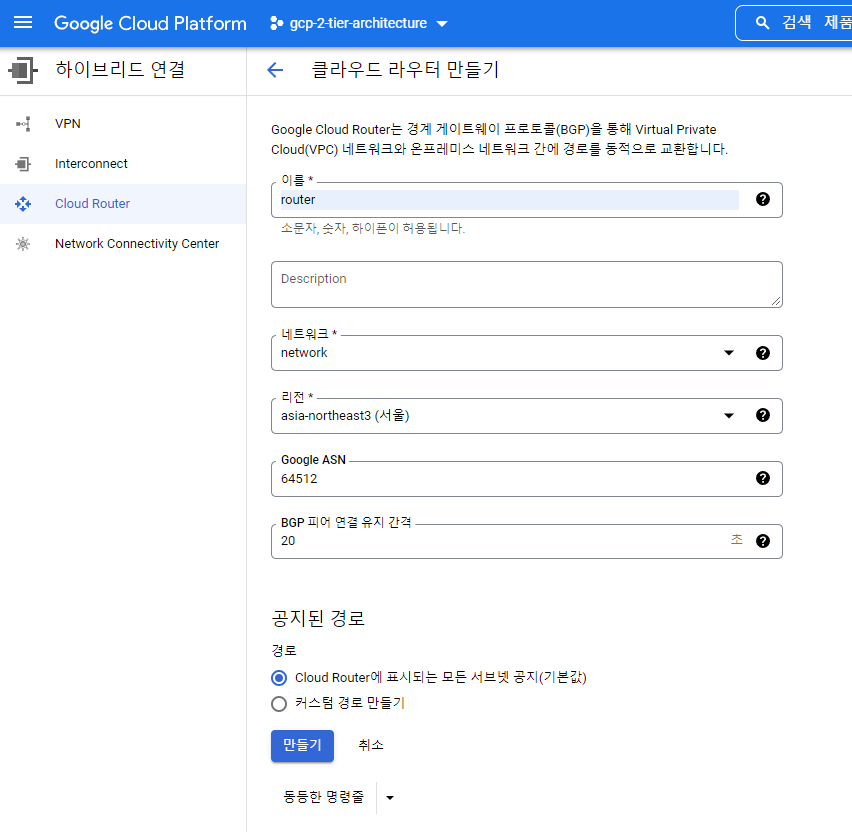 Google Cloud Platform
gcp-2-tier-architecture
검색 제품
하이브리드 연결
클라우드 라우터 만들기
VPN
Interconnect
Cloud Router
Network Connectivity Center
Google Cloud Router는 경계 게이트웨이 프로토콜(BGP)을 통해 Virtual Private
Cloud(VPC) 네트워크와 온프레미스 네트워크 간에 경로를 동적으로 교환합니다.
이름 *
router
소문자, 숫자, 하이픈이 허용됩니다.
Description
네트워크 *
network
리전 *
asia-northeast3 (서울)
Google ASN
64512
BGP 피어 연결 유지 간격
20
초
공지된 경로
경로
Cloud Router에 표시되는 모든 서브넷 공지(기본값)
커스텀 경로 만들기
만들기 취소
동등한 명령줄